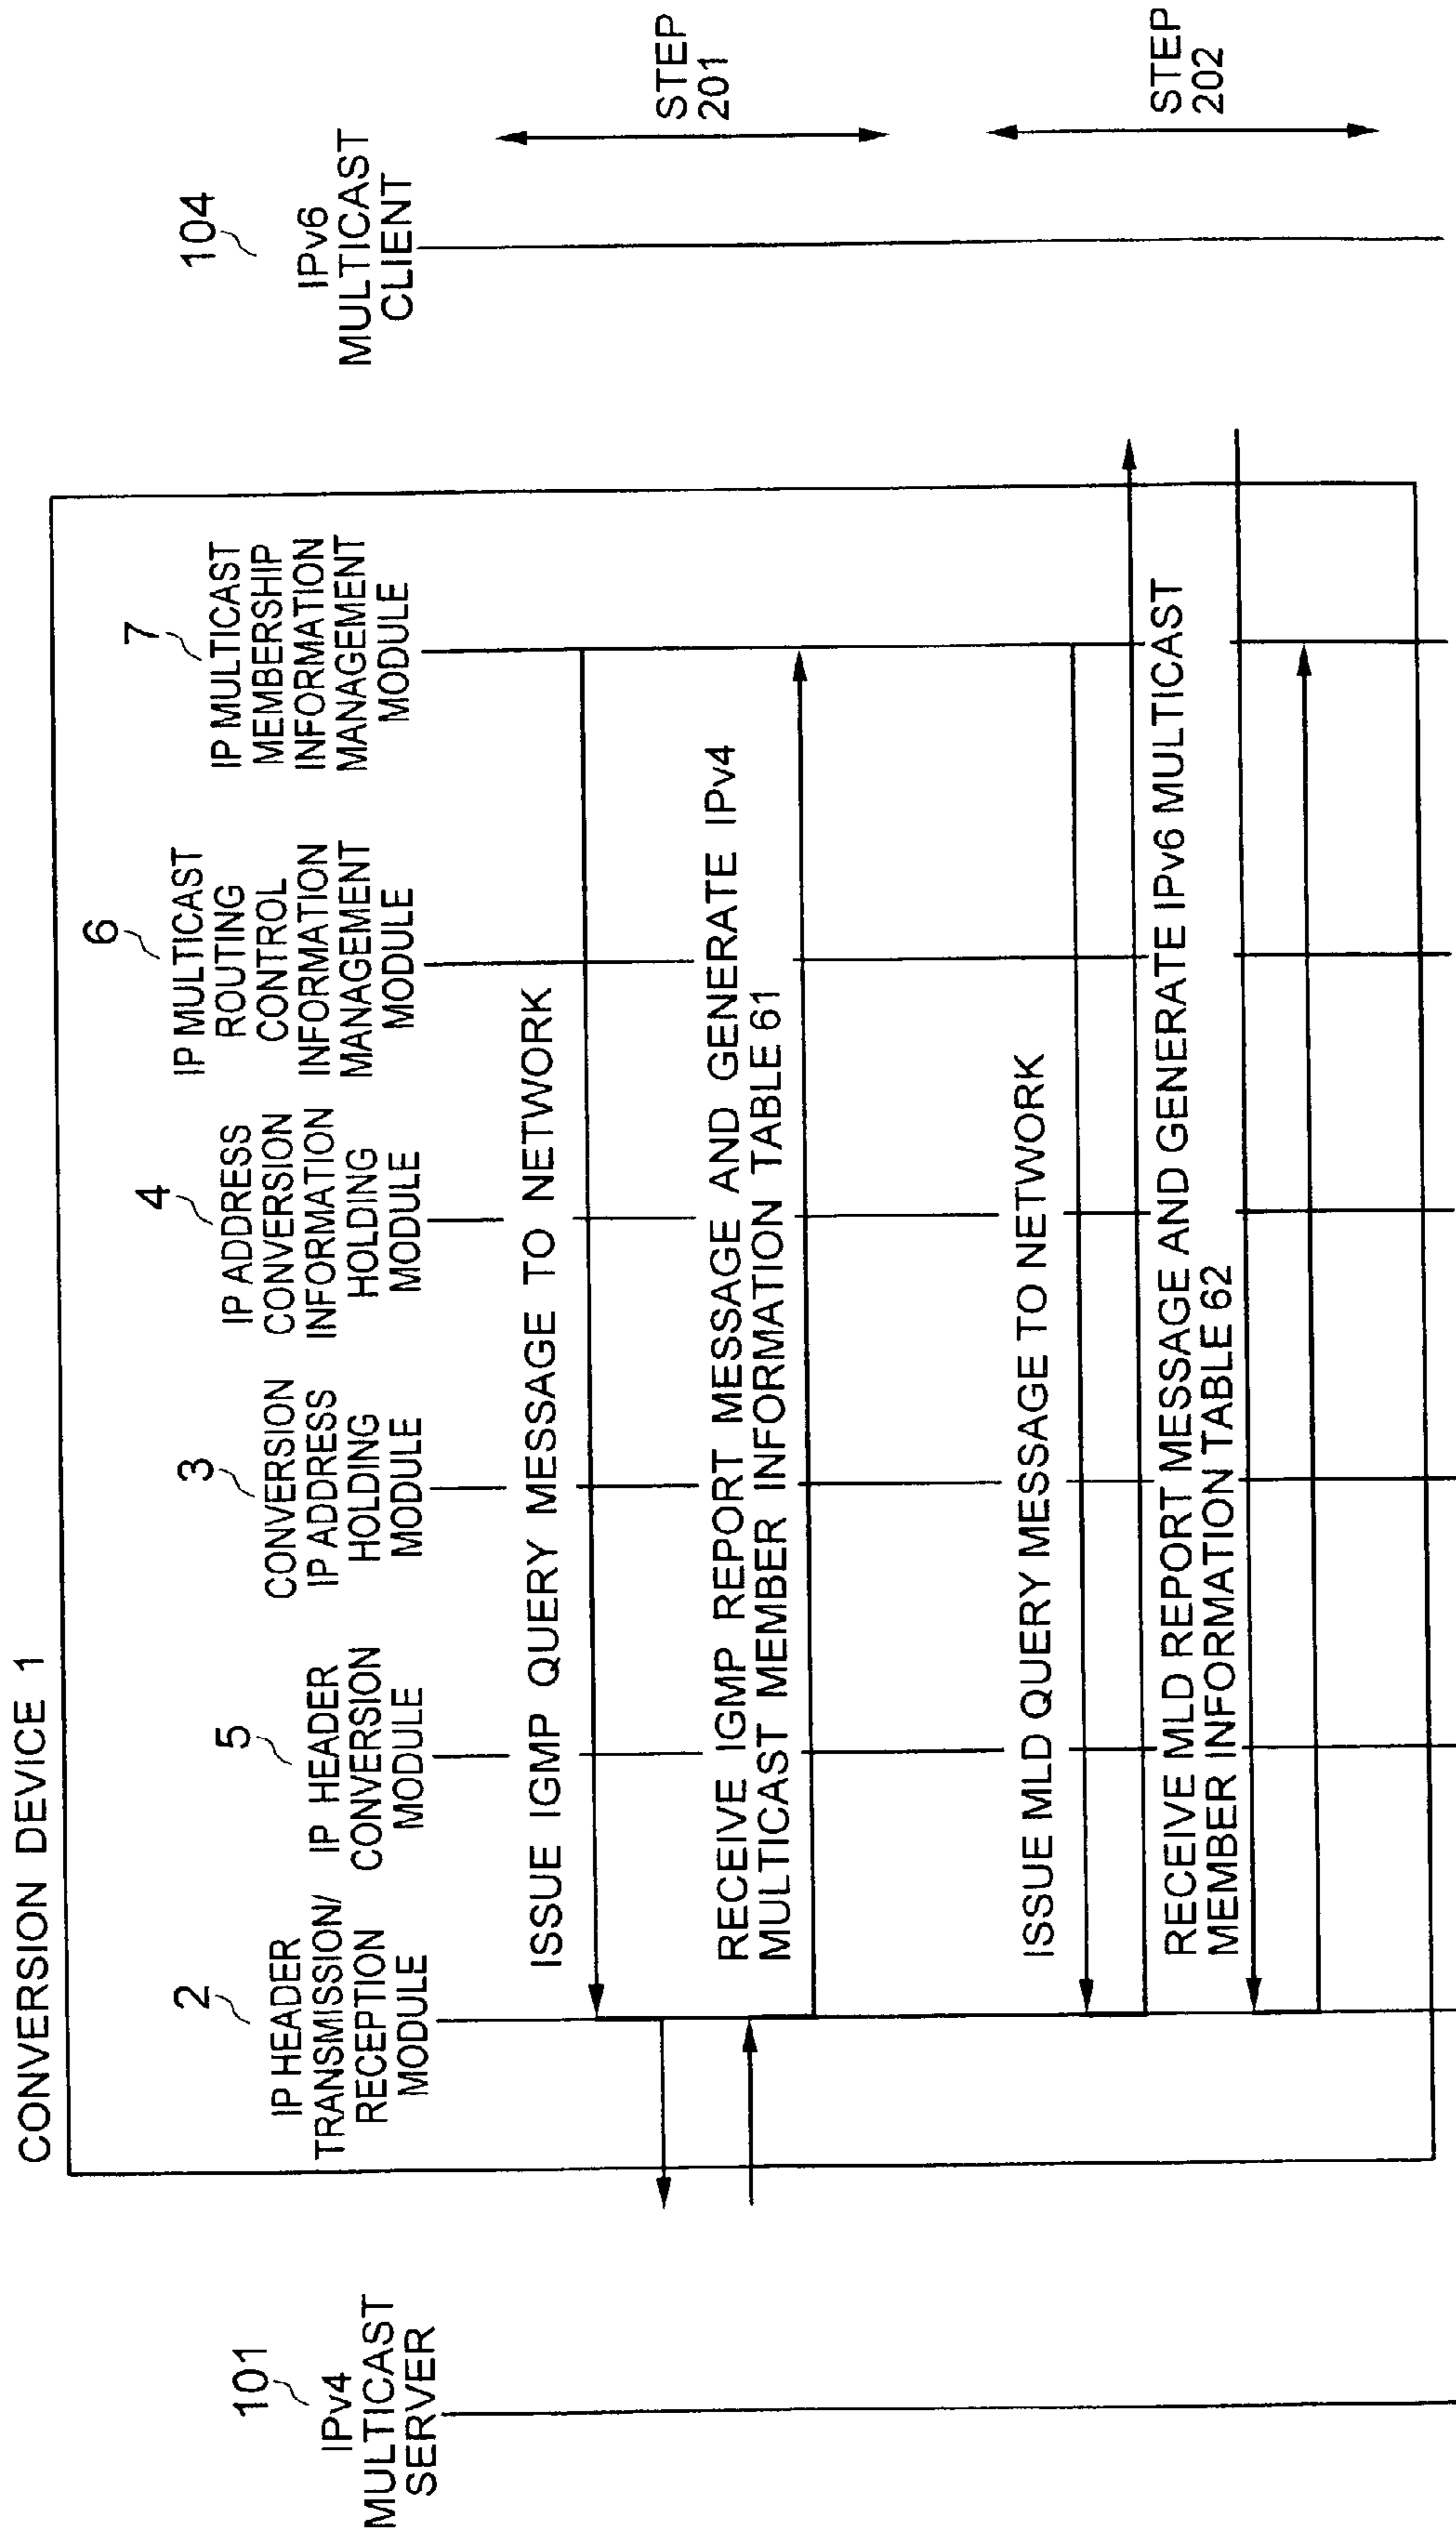 CONVERSION DEVICE 1
101
IPv4
MULTICAST
SERVER
2
IP HEADER
TRANSMISSION/
RECEPTION
MODULE
5
IP HEADER
CONVERSION
MODULE
3
CONVERSION
IP ADDRESS
HOLDING
MODULE
4
IP ADDRESS
CONVERSION
INFORMATION
HOLDING
MODULE
6
IP MULTICAST
ROUTING
CONTROL
INFORMATION
MANAGEMENT
MODULE
7
IP MULTICAST
MEMBERSHIP
INFORMATION
MANAGEMENT
MODULE
104
IPv6
MULTICAST
CLIENT
ISSUE IGMP QUERY MESSAGE TO NETWORK
RECEIVE IGMP REPORT MESSAGE AND GENERATE IPv4
MULTICAST MEMBER INFORMATION TABLE 61
STEP
201
ISSUE MLD QUERY MESSAGE TO NETWORK
RECEIVE MLD REPORT MESSAGE AND GENERATE IPv6 MULTICAST
MEMBER INFORMATION TABLE 62
STEP
202